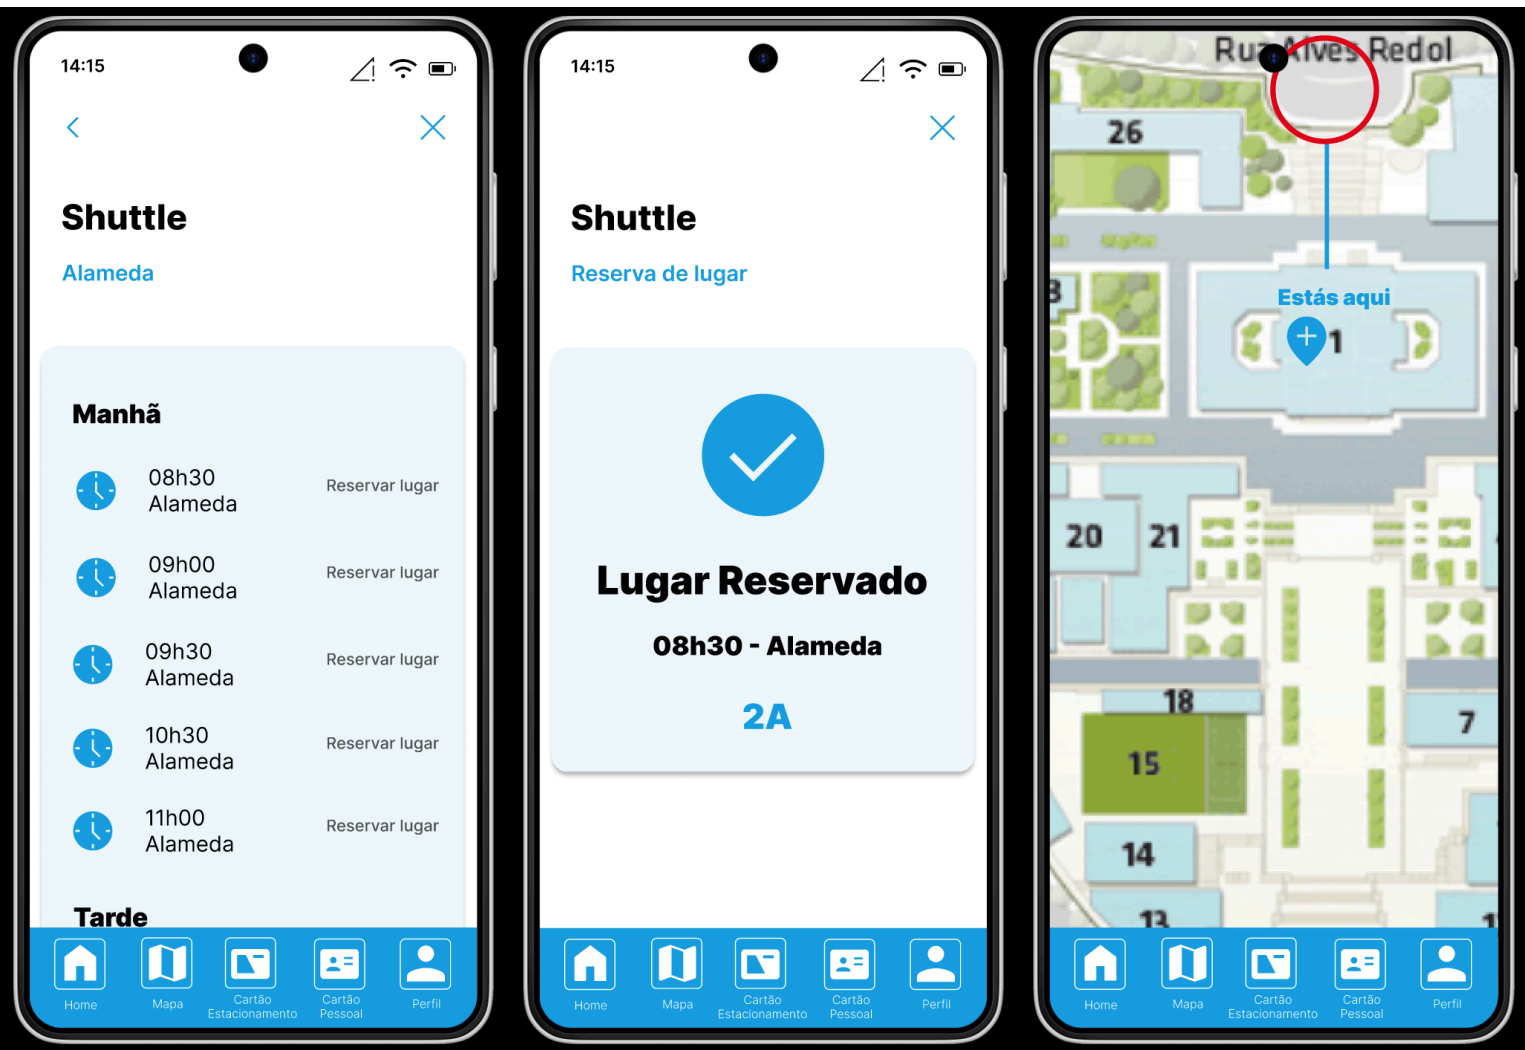 14:15
Shuttle
Alameda
Manhã
08h30
Alameda
Reservar lugar
09h00
Alameda
Reservar lugar
09h30
Alameda
Reservar lugar
10h30
Alameda
Reservar lugar
11h00
Alameda
Reservar lugar
Tarde
Home
Mapa
Cartão
Estacionamento
Cartão
Pessoal
Perfil
14:15
Shuttle
Reserva de lugar
Lugar Reservado
08h30 - Alameda
2A
Home
Mapa
Cartão
Estacionamento
Cartão
Pessoal
Perfil
Rua Alves Redol
26
Estás aqui
1
20
21
18
7
15
14
13
Home
Mapa
Cartão
Estacionamento
Cartão
Pessoal
Perfil